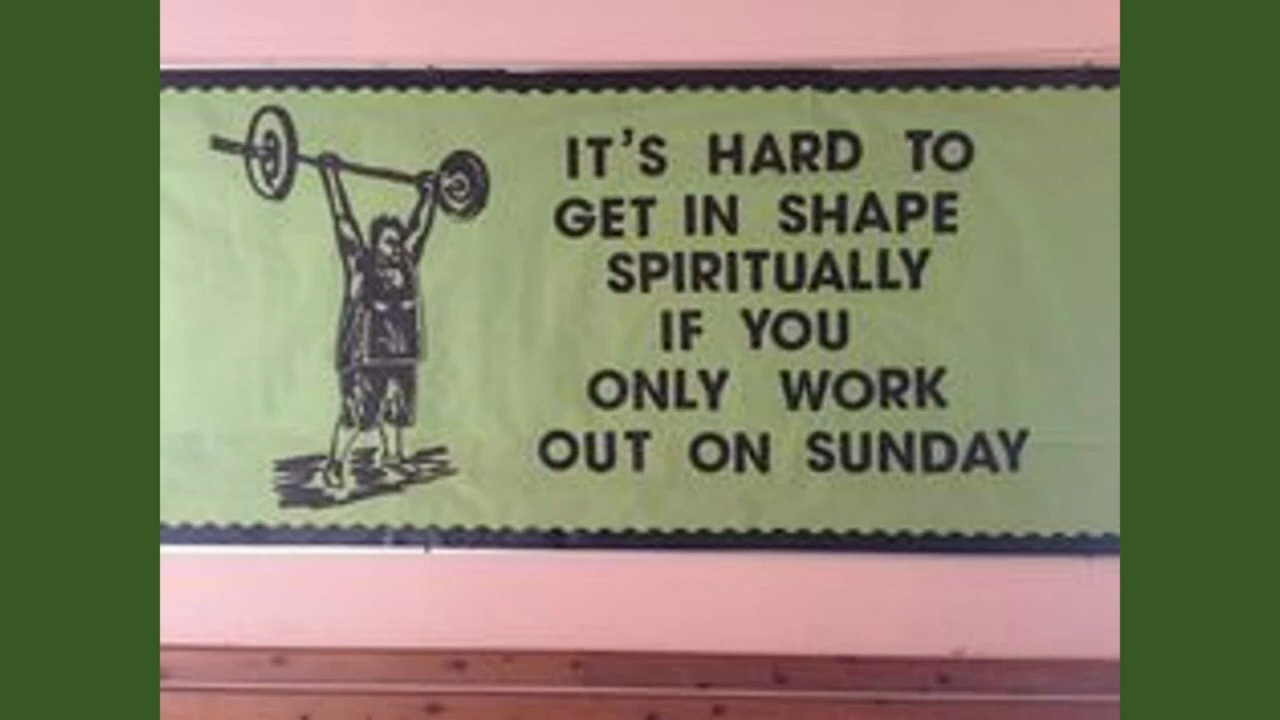 IT'S HARD TO
GET IN SHAPE
SPIRITUALLY
IF YOU
ONLY WORK
OUT ON SUNDAY